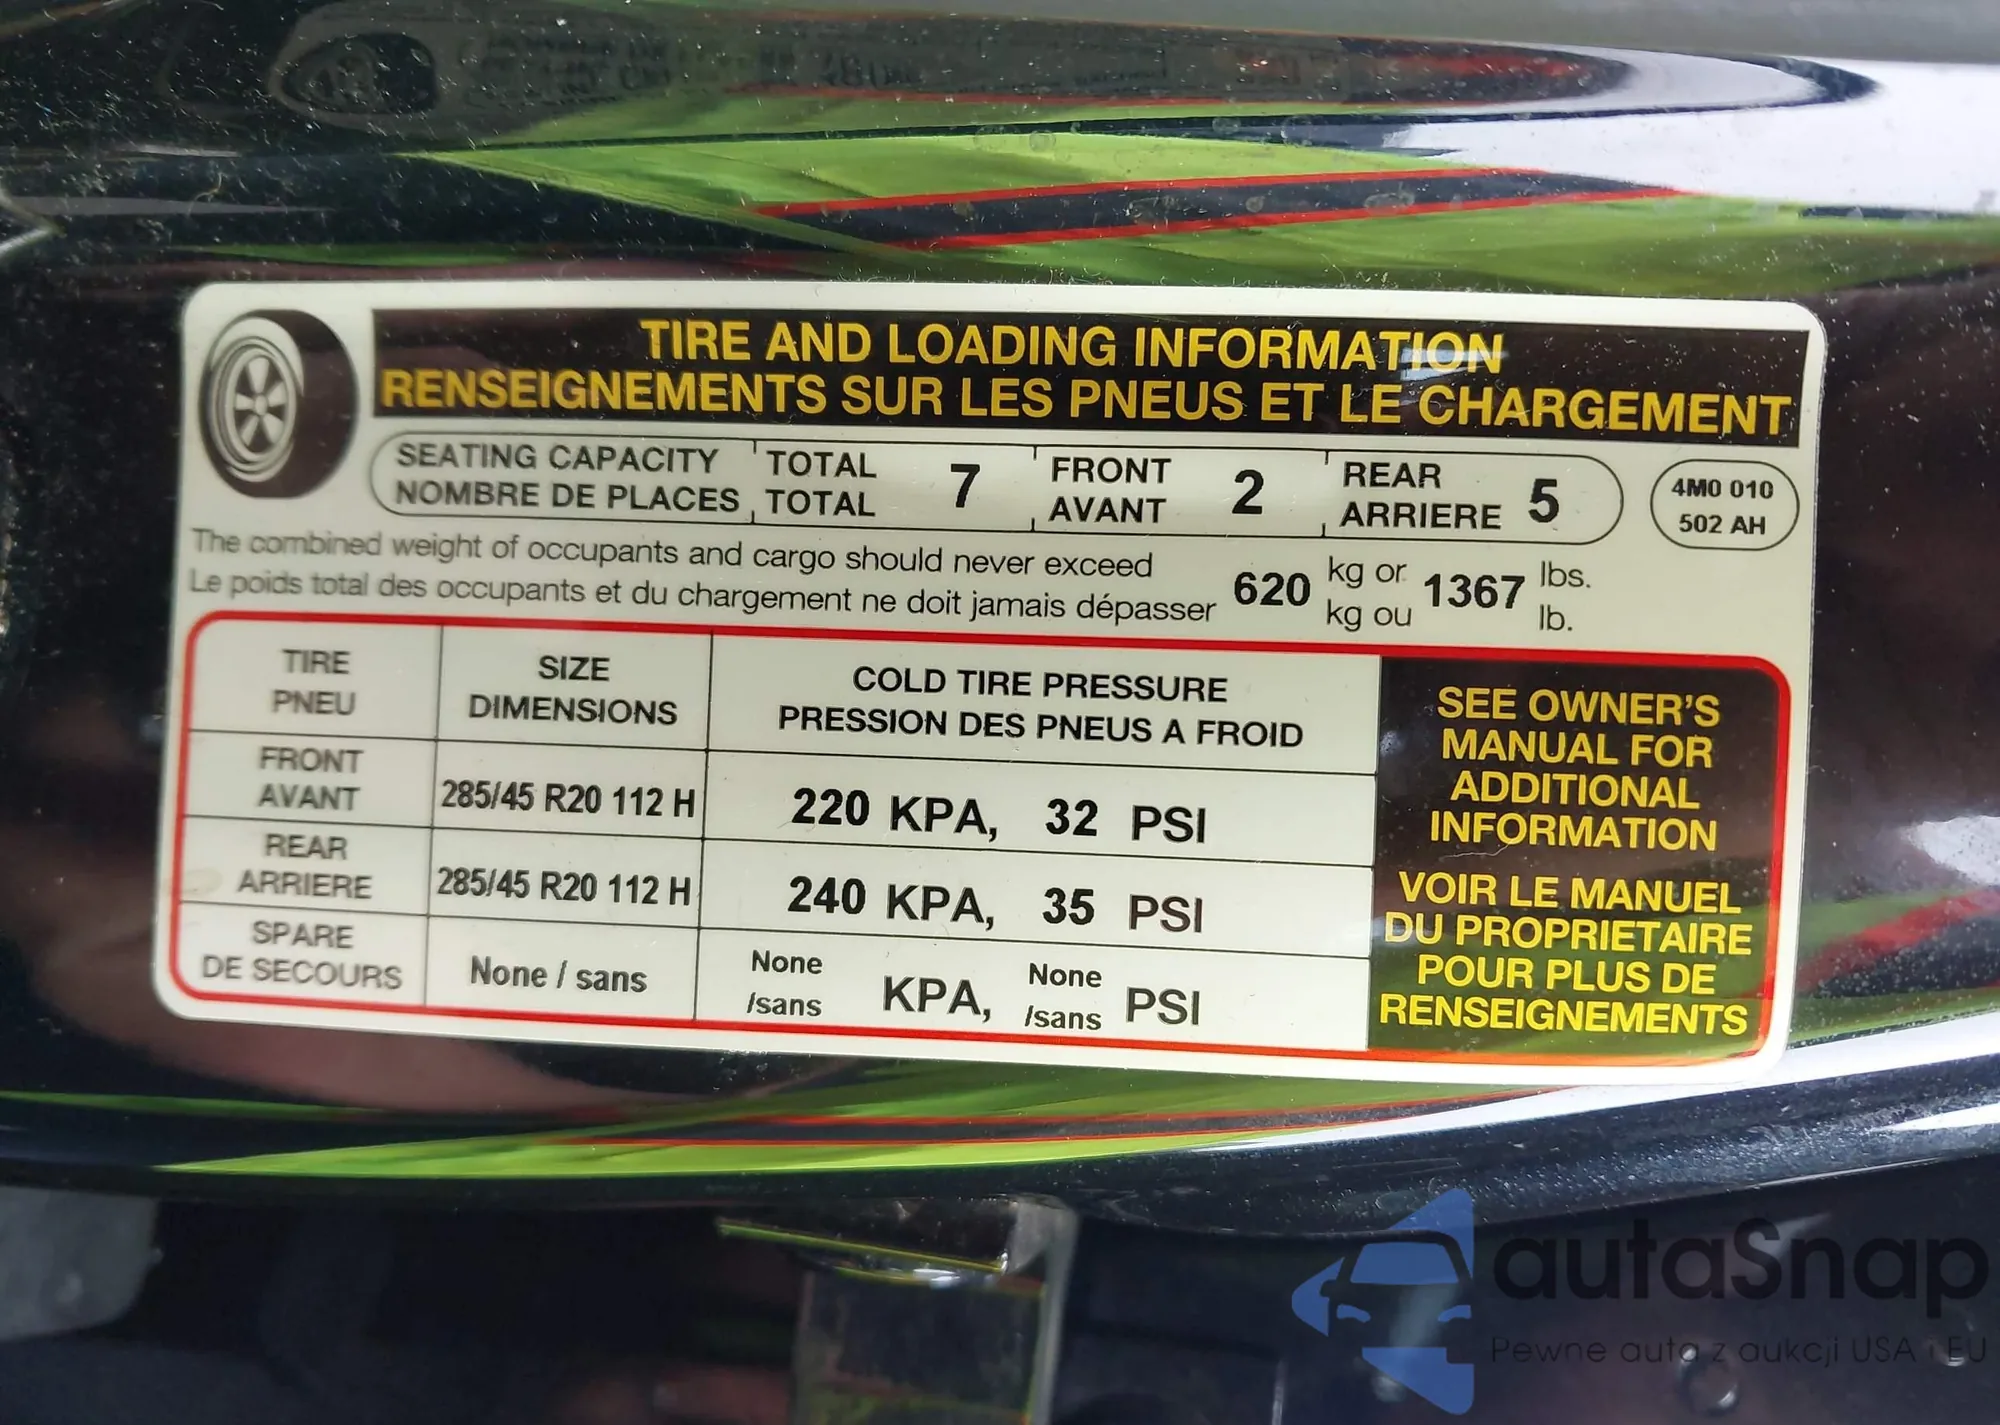 TIRE AND LOADING INFORMATION
RENSEIGNEMENTS SUR LES PNEUS ET LE CHARGEMENT
SEATING CAPACITY TOTAL 7 FRONT 2 REAR 5
NOMBRE DE PLACES TOTAL AVANT ARRIERE
4M0 010
502 AH
The combined weight of occupants and cargo should never exceed 620 kg or 1367 lbs.
Le poids total des occupants et du chargement ne doit jamais dépasser kg ou lb.
TIRE SIZE COLD TIRE PRESSURE
PNEU DIMENSIONS PRESSION DES PNEUS A FROID
FRONT
AVANT 285/45 R20 112 H 220 KPA, 32 PSI
REAR
ARRIERE 285/45 R20 112 H 240 KPA, 35 PSI
SPARE
DE SECOURS None / sans None /sans KPA, None /sans PSI
SEE OWNER'S
MANUAL FOR
ADDITIONAL
INFORMATION
VOIR LE MANUEL
DU PROPRIETAIRE
POUR PLUS DE
RENSEIGNEMENTS
autaSnap
Pewne auta z aukcji USA i EU